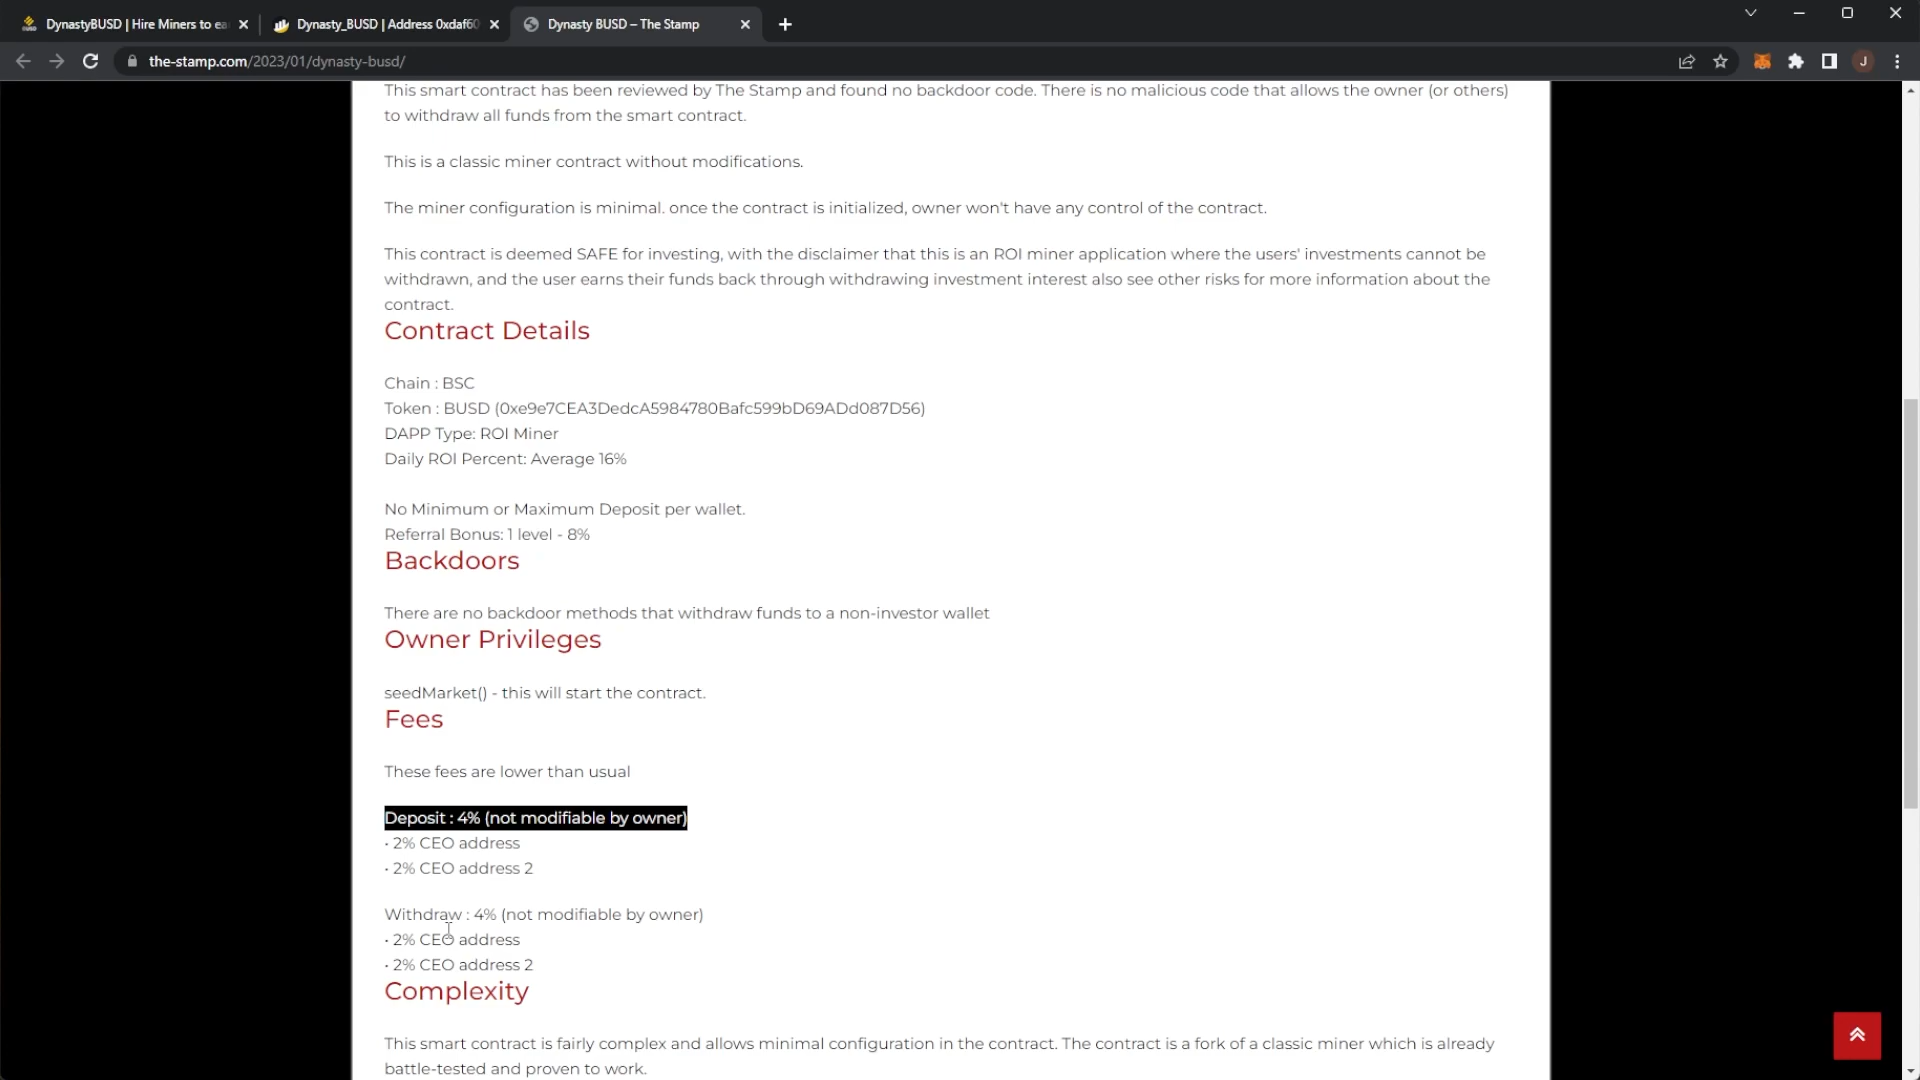 DynastyBUSD | Hire Miners to ea
Dynasty_BUSD | Address 0xdaf60
Dynasty BUSD – The Stamp
the-stamp.com/2023/01/dynasty-busd/
J
This smart contract has been reviewed by The Stamp and found no backdoor code. There is no malicious code that allows the owner (or others)
to withdraw all funds from the smart contract.
This is a classic miner contract without modifications.
The miner configuration is minimal. once the contract is initialized, owner won't have any control of the contract.
This contract is deemed SAFE for investing, with the disclaimer that this is an ROI miner application where the users' investments cannot be
withdrawn, and the user earns their funds back through withdrawing investment interest also see other risks for more information about the
contract.
Contract Details
Chain : BSC
Token : BUSD (0xe9e7CEA3DedcA5984780Bafc599bD69ADd087D56)
DAPP Type: ROI Miner
Daily ROI Percent: Average 16%
No Minimum or Maximum Deposit per wallet.
Referral Bonus: 1 level - 8%
Backdoors
There are no backdoor methods that withdraw funds to a non-investor wallet
Owner Privileges
seedMarket() - this will start the contract.
Fees
These fees are lower than usual
Deposit : 4% (not modifiable by owner)
• 2% CEO address
• 2% CEO address 2
Withdraw : 4% (not modifiable by owner)
• 2% CEO address
• 2% CEO address 2
Complexity
This smart contract is fairly complex and allows minimal configuration in the contract. The contract is a fork of a classic miner which is already
battle-tested and proven to work.